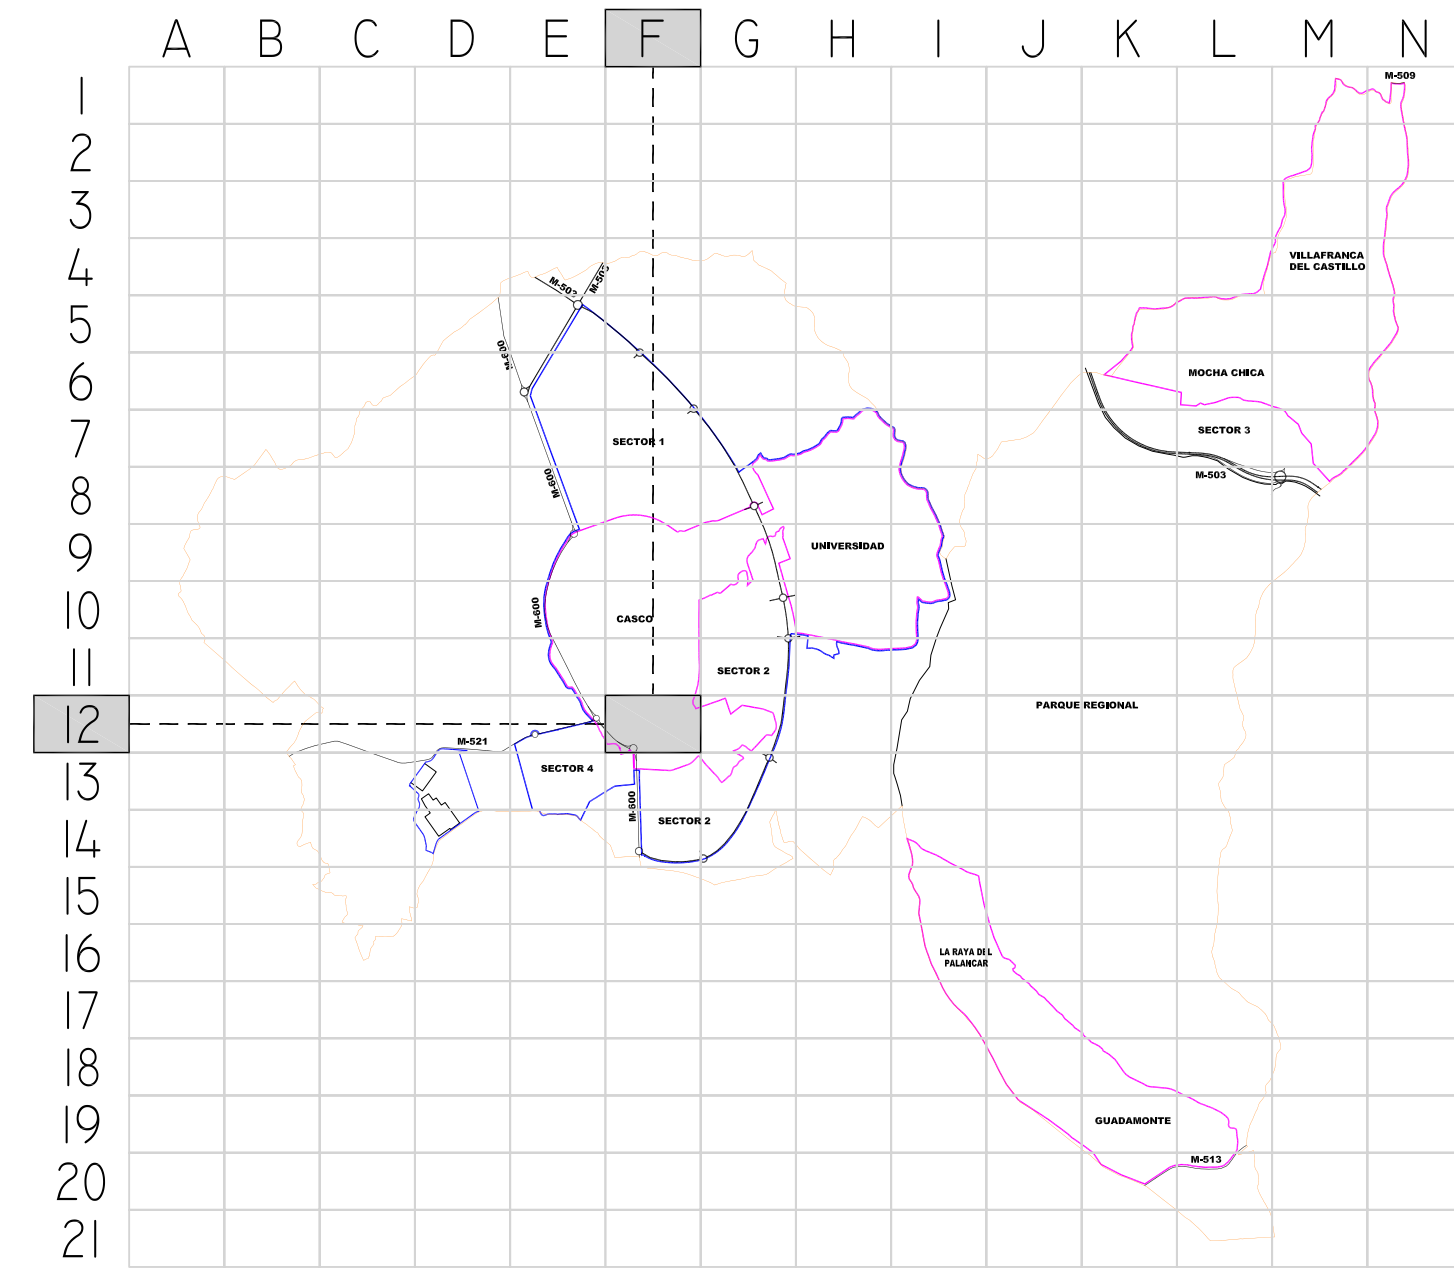 A B C D E F G H I J K L M N
1
M-509
2
3
4
VILLAFRANCA
DEL CASTILLO
M-503
5
M-600
6
MOCHA CHICA
7
SECTOR 1
SECTOR 3
8
M-600
M-503
9
UNIVERSIDAD
10
M-600
CASCO
11
SECTOR 2
12
PARQUE REGIONAL
M-521
13
SECTOR 4
M-600
14
SECTOR 2
15
16
LA RAYA DEL
PALANCAR
17
18
19
GUADAMONTE
20
M-513
21